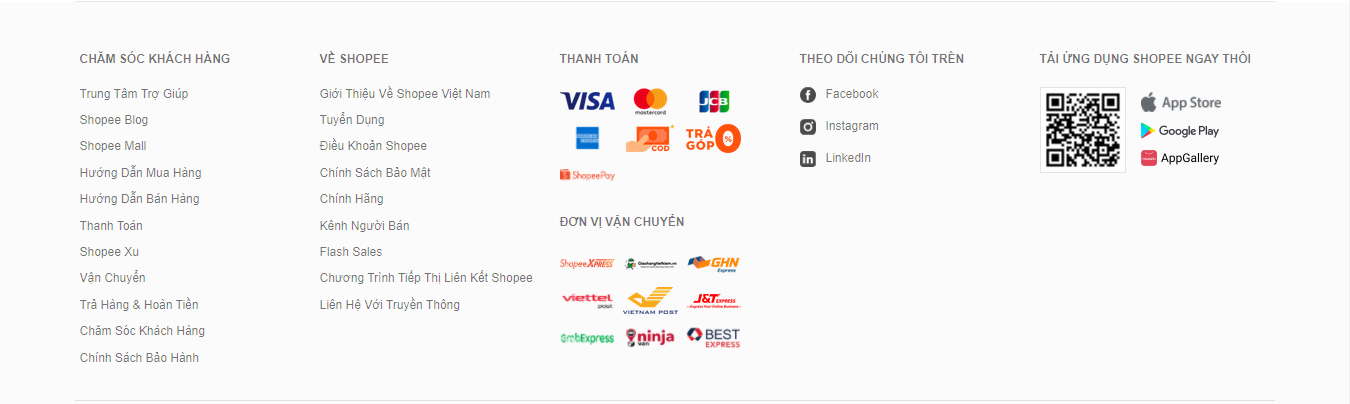 CHĂM SÓC KHÁCH HÀNG
Trung Tâm Trợ Giúp
Shopee Blog
Shopee Mall
Hướng Dẫn Mua Hàng
Hướng Dẫn Bán Hàng
Thanh Toán
Shopee Xu
Vận Chuyển
Trả Hàng & Hoàn Tiền
Chăm Sóc Khách Hàng
Chính Sách Bảo Hành
VỀ SHOPEE
Giới Thiệu Về Shopee Việt Nam
Tuyển Dụng
Điều Khoản Shopee
Chính Sách Bảo Mật
Chính Hãng
Kênh Người Bán
Flash Sales
Chương Trình Tiếp Thị Liên Kết Shopee
Liên Hệ Với Truyền Thông
THANH TOÁN
VISA
mastercard
JCB
COD
TRẢ
GÓP %
ShopeePay
ĐƠN VỊ VẬN CHUYỂN
Shopee XPRESS
Giaohangtietkiem.vn
GHN
Express
viettel
post
VIETNAM POST
J&T EXPRESS
Express Your Online Business
GrabExpress
ninja
van
BEST
EXPRESS
THEO DÕI CHÚNG TÔI TRÊN
Facebook
Instagram
LinkedIn
TẢI ỨNG DỤNG SHOPEE NGAY THÔI
App Store
Google Play
AppGallery